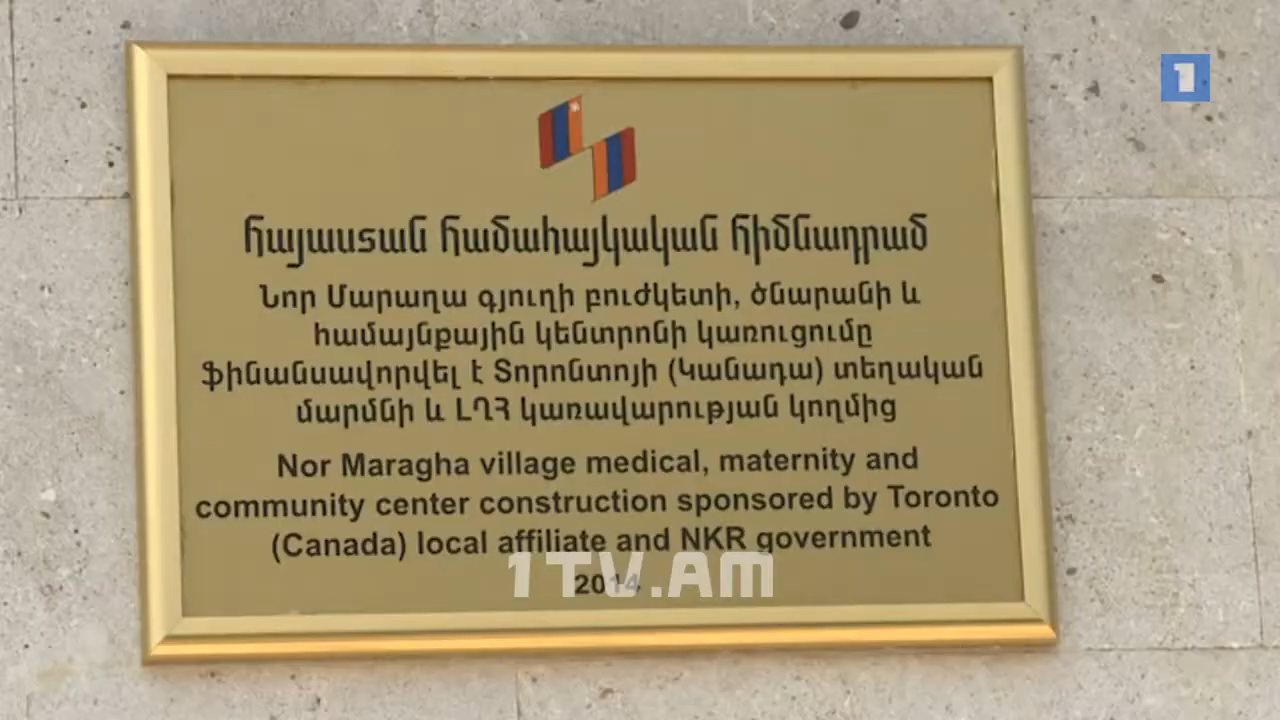 1
հայաստան համահայկական հիմնադրամ
Նոր Մարաղա գյուղի բուժկետի, ծնարանի և
համայնքային կենտրոնի կառուցումը
ֆինանսավորվել է Տորոնտոյի (Կանադա) տեղական
մարմնի և ԼՂՀ կառավարության կողմից
Nor Maragha village medical, maternity and
community center construction sponsored by Toronto
(Canada) local affiliate and NKR government
2014
1TV.AM